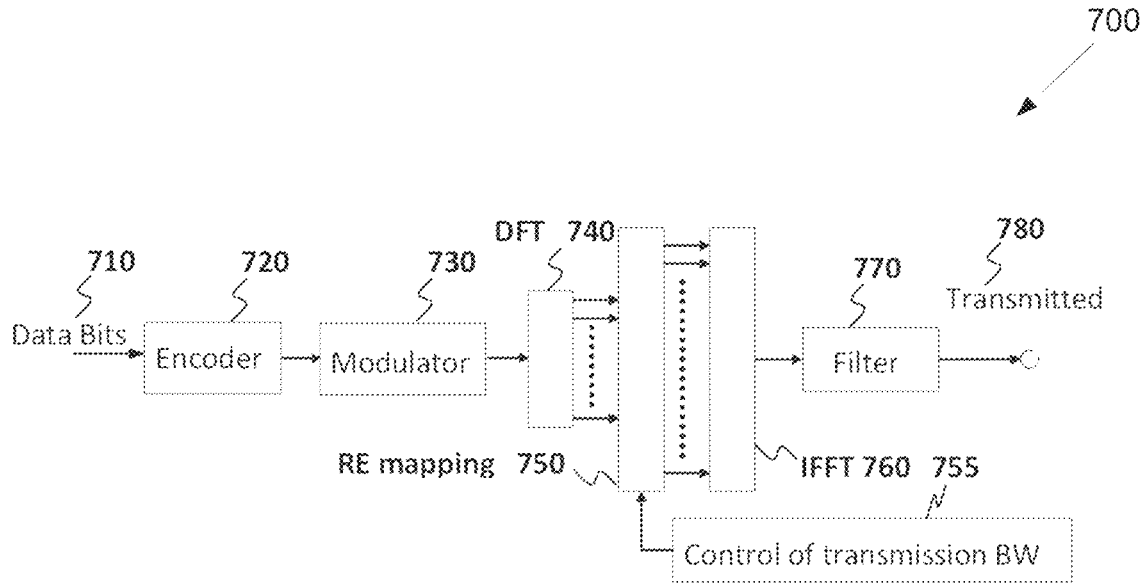 700
DFT 740
780
710
720
730
770
Transmitted
Data Bits
Encoder
Modulator
Filter
RE mapping 750
IFFT 760
755
Control of transmission BW